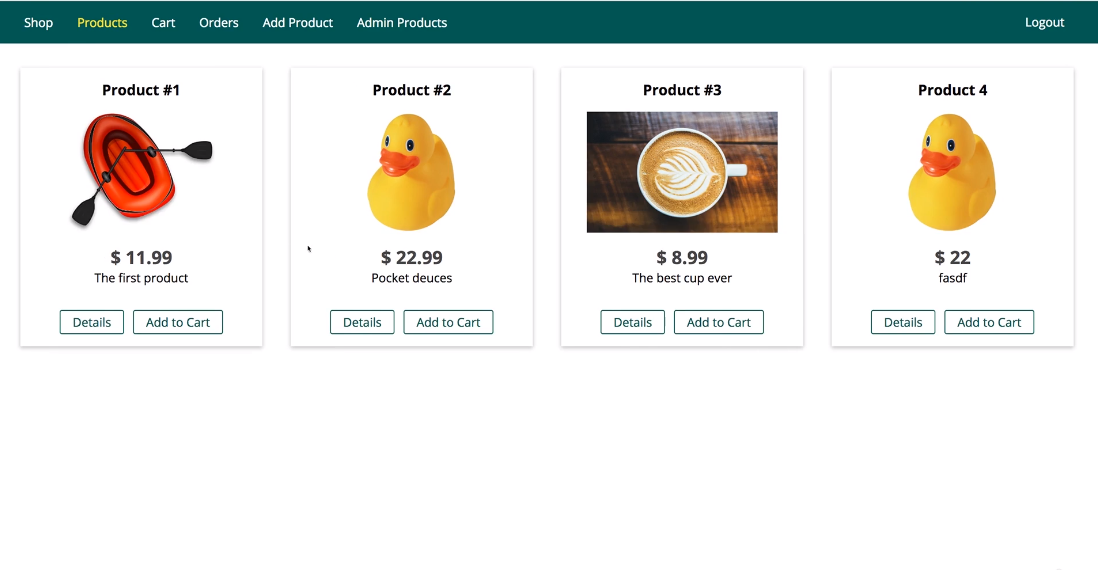 Shop Products Cart Orders Add Product Admin Products Logout
Product #1
$ 11.99
The first product
Details Add to Cart
Product #2
$ 22.99
Pocket deuces
Details Add to Cart
Product #3
$ 8.99
The best cup ever
Details Add to Cart
Product 4
$ 22
fasdf
Details Add to Cart